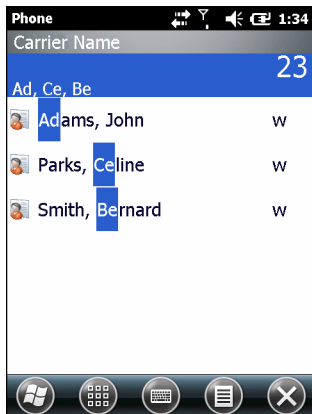 Phone 1:34
Carrier Name
23
Ad, Ce, Be
Adams, John w
Parks, Celine w
Smith, Bernard w